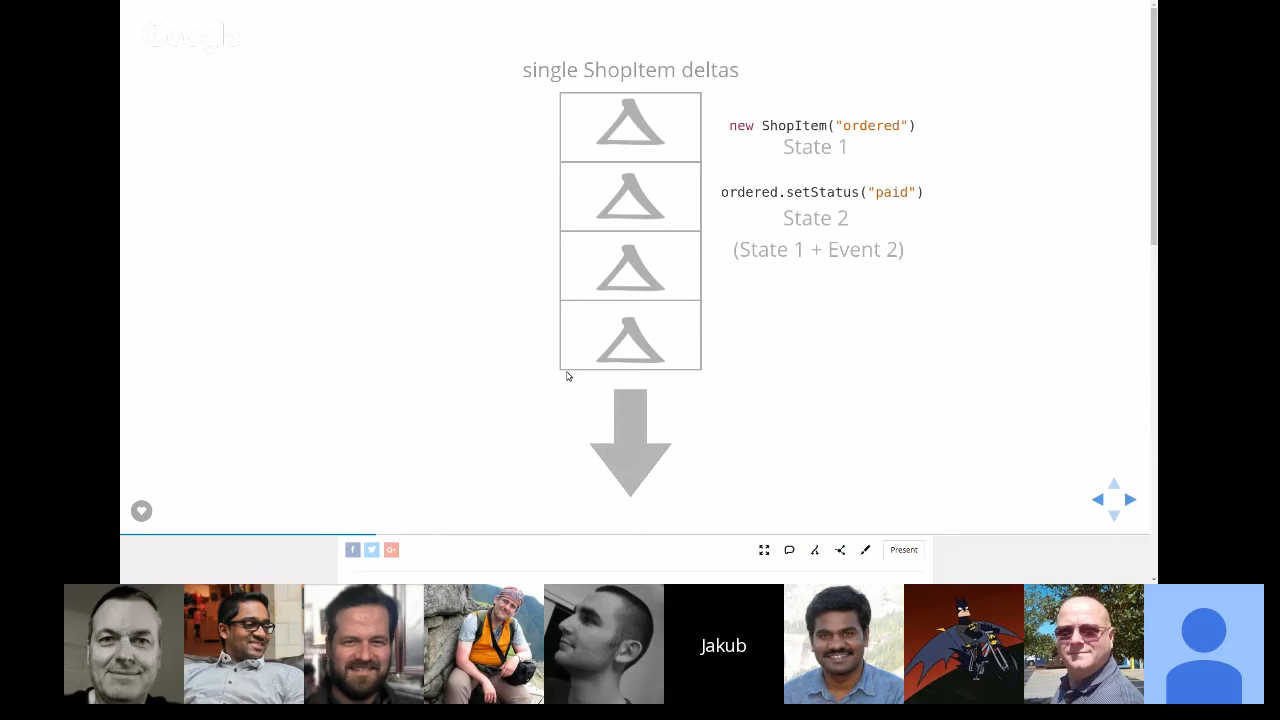 Google
single ShopItem deltas
new ShopItem("ordered")
State 1
ordered.setStatus("paid")
State 2
(State 1 + Event 2)
Present
Jakub